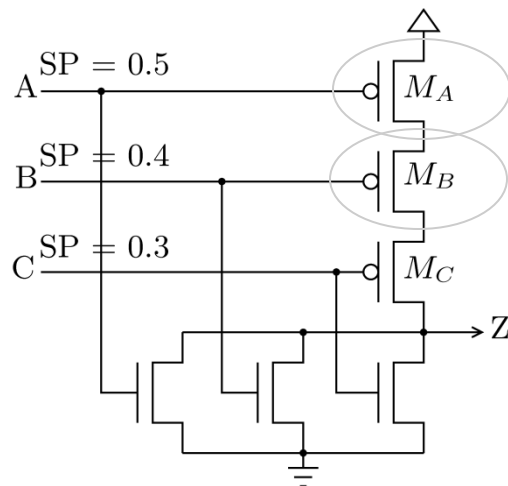 SP = 0.5
A
M_A
SP = 0.4
B
M_B
SP = 0.3
C
M_C
Z